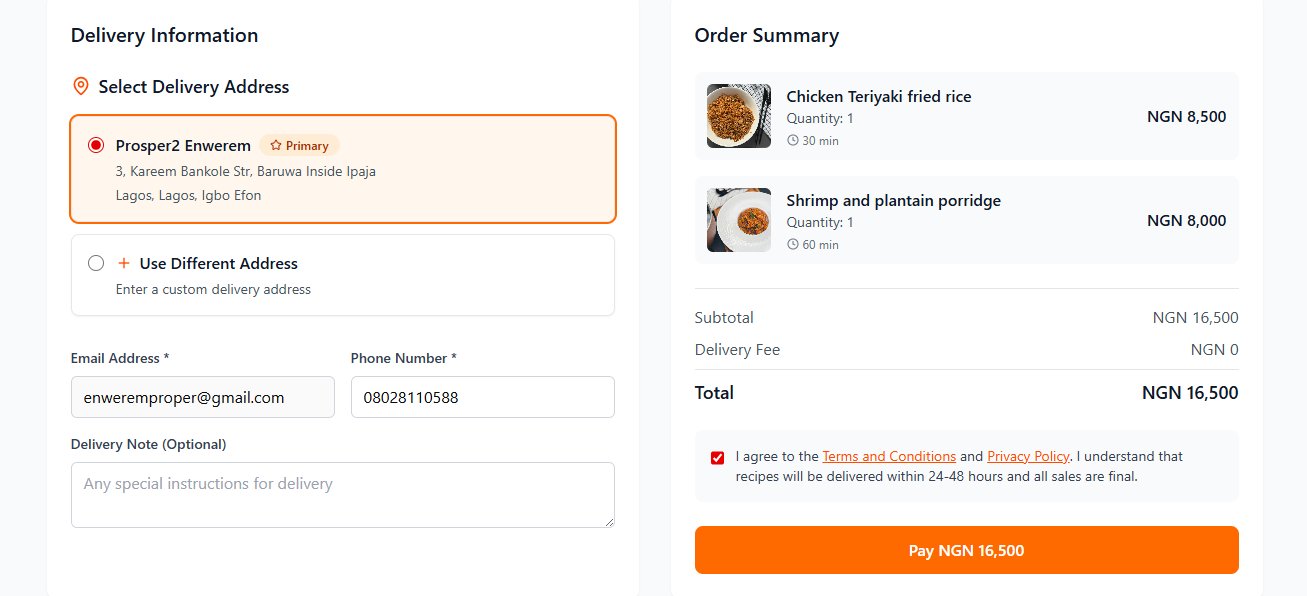 Delivery Information
Select Delivery Address
Prosper2 Enwerem Primary
3, Kareem Bankole Str, Baruwa Inside Ipaja
Lagos, Lagos, Igbo Efon
+ Use Different Address
Enter a custom delivery address
Email Address * Phone Number *
enweremproper@gmail.com 08028110588
Delivery Note (Optional)
Any special instructions for delivery
Order Summary
Chicken Teriyaki fried rice
Quantity: 1 NGN 8,500
30 min
Shrimp and plantain porridge
Quantity: 1 NGN 8,000
60 min
Subtotal NGN 16,500
Delivery Fee NGN 0
Total NGN 16,500
I agree to the Terms and Conditions and Privacy Policy. I understand that
recipes will be delivered within 24-48 hours and all sales are final.
Pay NGN 16,500